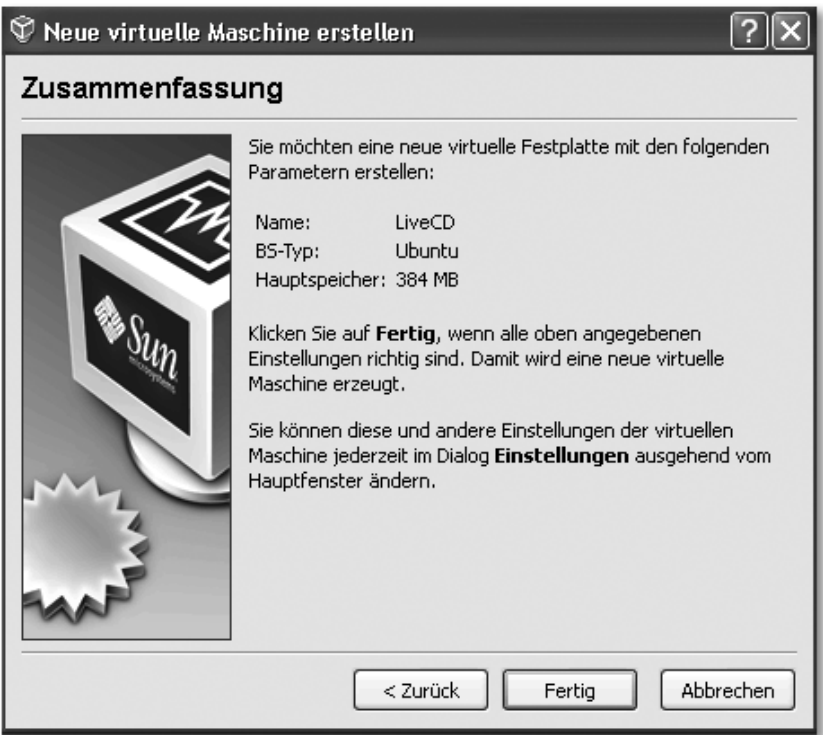 Neue virtuelle Maschine erstellen
Zusammenfassung
Sie möchten eine neue virtuelle Festplatte mit den folgenden
Parametern erstellen:
Name: LiveCD
BS-Typ: Ubuntu
Hauptspeicher: 384 MB
Klicken Sie auf Fertig, wenn alle oben angegebenen
Einstellungen richtig sind. Damit wird eine neue virtuelle
Maschine erzeugt.
Sie können diese und andere Einstellungen der virtuellen
Maschine jederzeit im Dialog Einstellungen ausgehend vom
Hauptfenster ändern.
Sun
microsystems
< Zurück
Fertig
Abbrechen